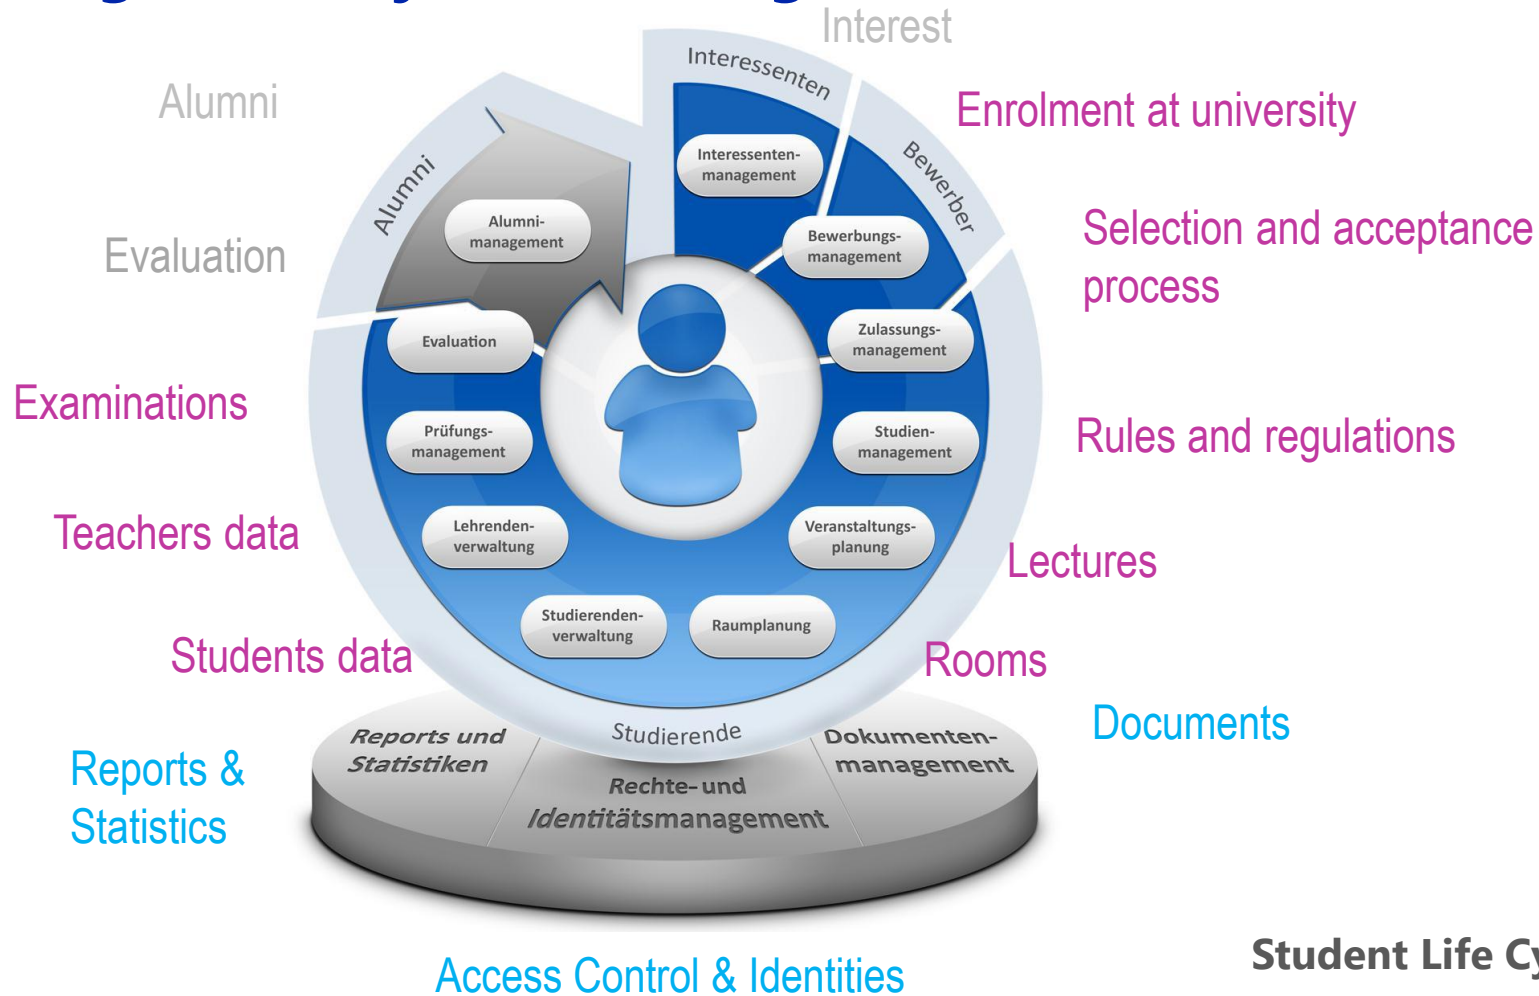 Interest
Alumni
Enrolment at university
Selection and acceptance
process
Evaluation
Examinations
Rules and regulations
Teachers data
Lectures
Students data
Rooms
Documents
Reports &
Statistics
Access Control & Identities
Interessenten
Bewerber
Alumni
Studierende
Interessenten-
management
Bewerbungs-
management
Zulassungs-
management
Studien-
management
Veranstaltungs-
planung
Raumplanung
Studierenden-
verwaltung
Lehrenden-
verwaltung
Prüfungs-
management
Evaluation
Alumni-
management
Reports und
Statistiken
Rechte- und
Identitätsmanagement
Dokumenten-
management
Student Life Cy